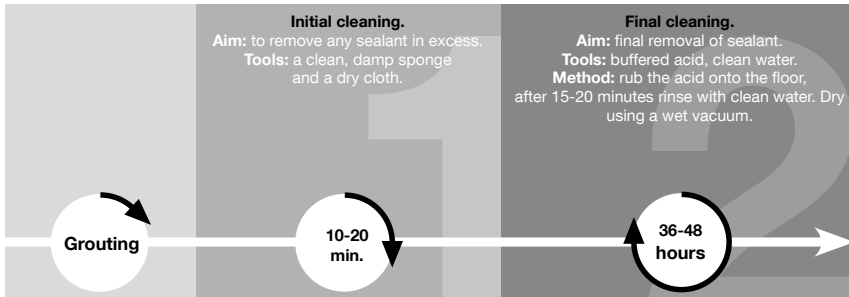 Initial cleaning.
Aim: to remove any sealant in excess.
Tools: a clean, damp sponge
and a dry cloth.
Final cleaning.
Aim: final removal of sealant.
Tools: buffered acid, clean water.
Method: rub the acid onto the floor,
after 15-20 minutes rinse with clean water. Dry
using a wet vacuum.
1
2
Grouting
10-20
min.
36-48
hours